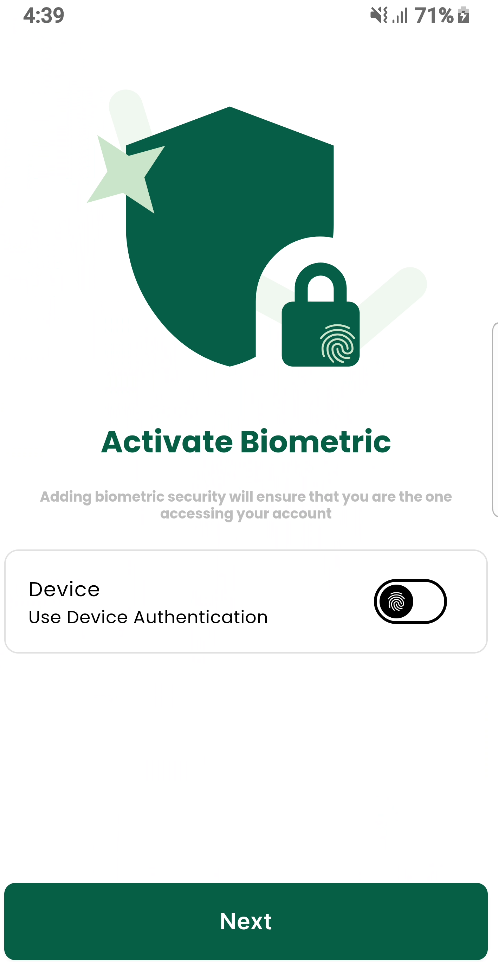 4:39 71%
Activate Biometric
Adding biometric security will ensure that you are the one
accessing your account
Device
Use Device Authentication
Next